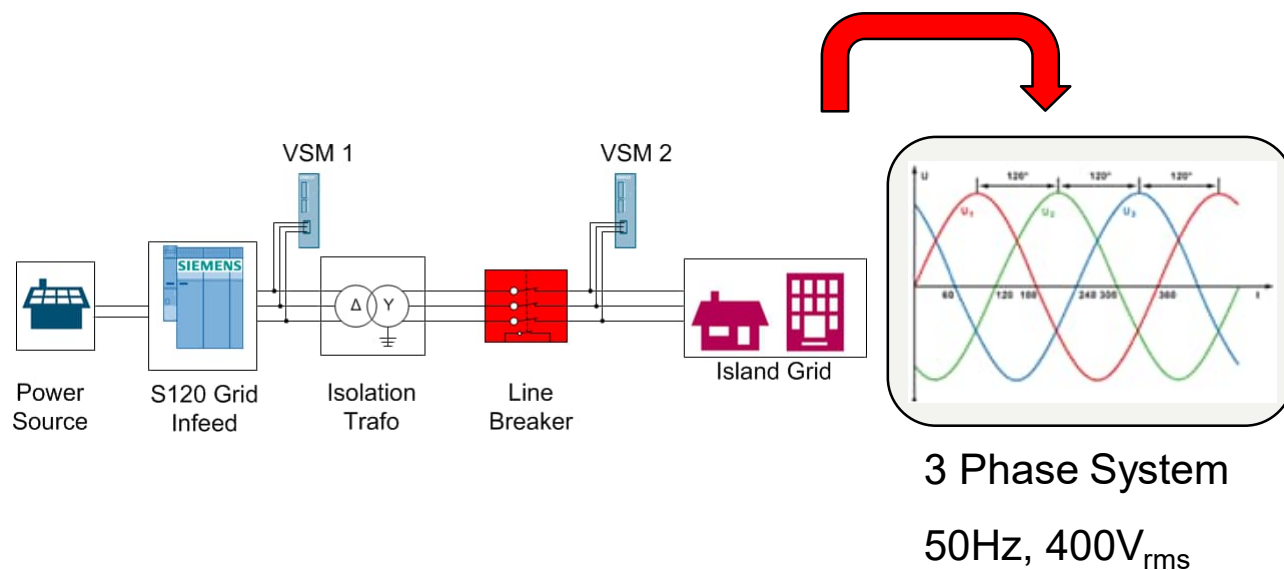 VSM 1
VSM 2
SIEMENS
Δ Y
Power
Source
S120 Grid
Infeed
Isolation
Trafo
Line
Breaker
Island Grid
U
120° 120° 120°
U1 U2 U3
60 120 180 240 300 360
t
3 Phase System
50Hz, 400Vrms